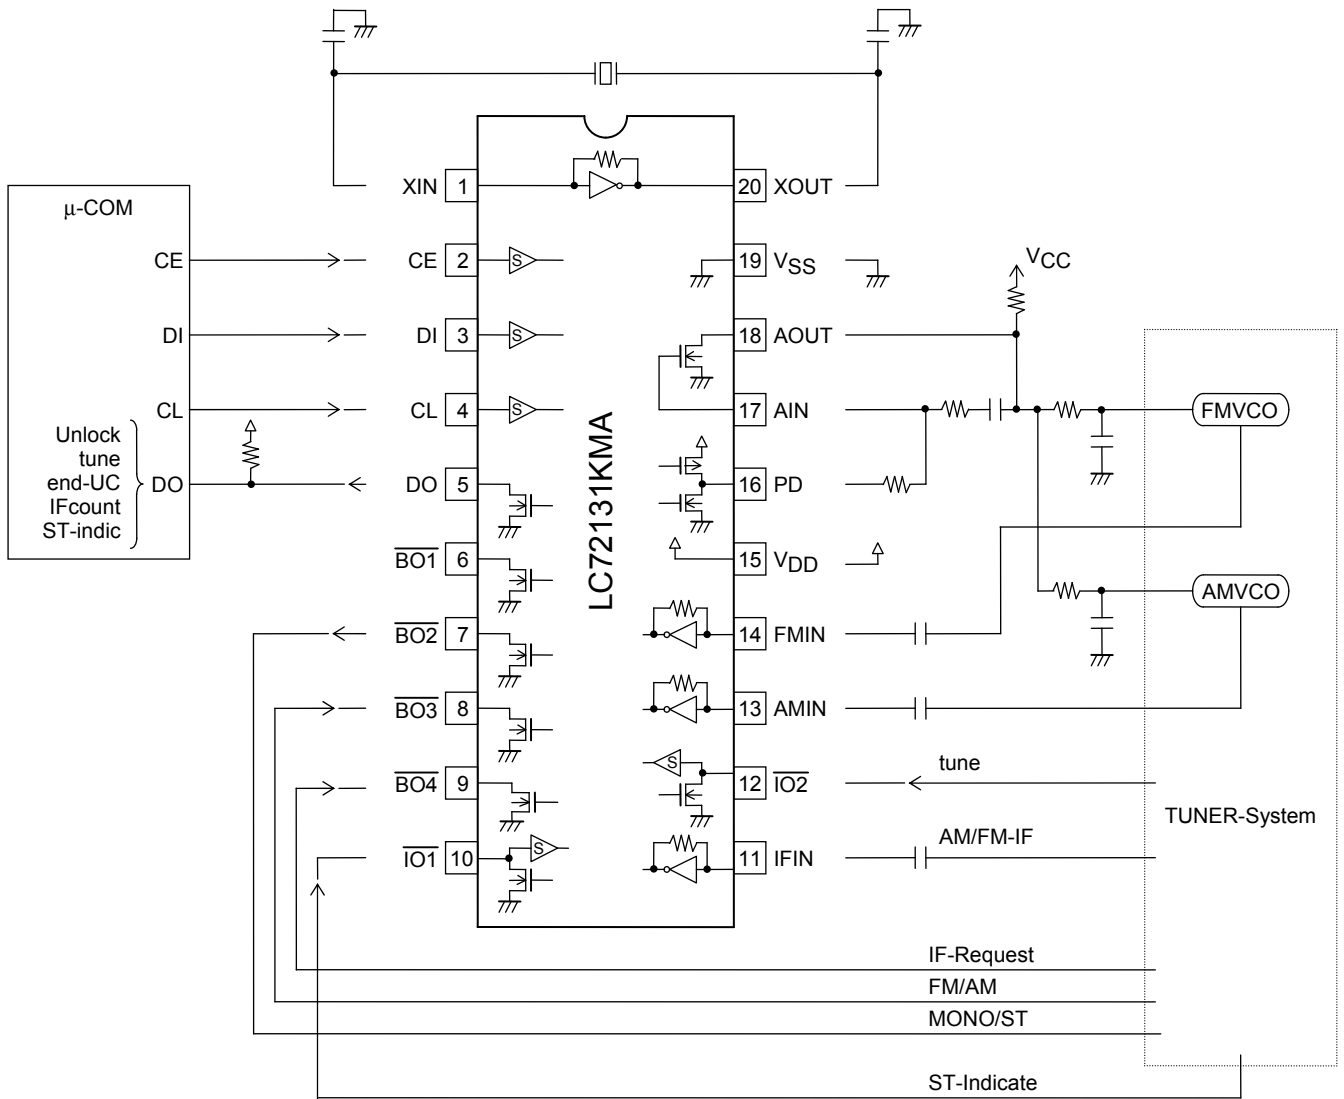 μ-COM
CE
DI
CL
Unlock
tune
end-UC
IFcount
ST-indic
DO
XIN 1
CE 2 S
DI 3 S
CL 4 S
DO 5
BO1 6
BO2 7
BO3 8
BO4 9
IO1 10 S
LC72131KMA
20 XOUT
19 VSS
18 AOUT
17 AIN
16 PD
15 VDD
14 FMIN
13 AMIN
S 12 IO2
11 IFIN
VCC
FMVCO
AMVCO
tune
TUNER-System
AM/FM-IF
IF-Request
FM/AM
MONO/ST
ST-Indicate